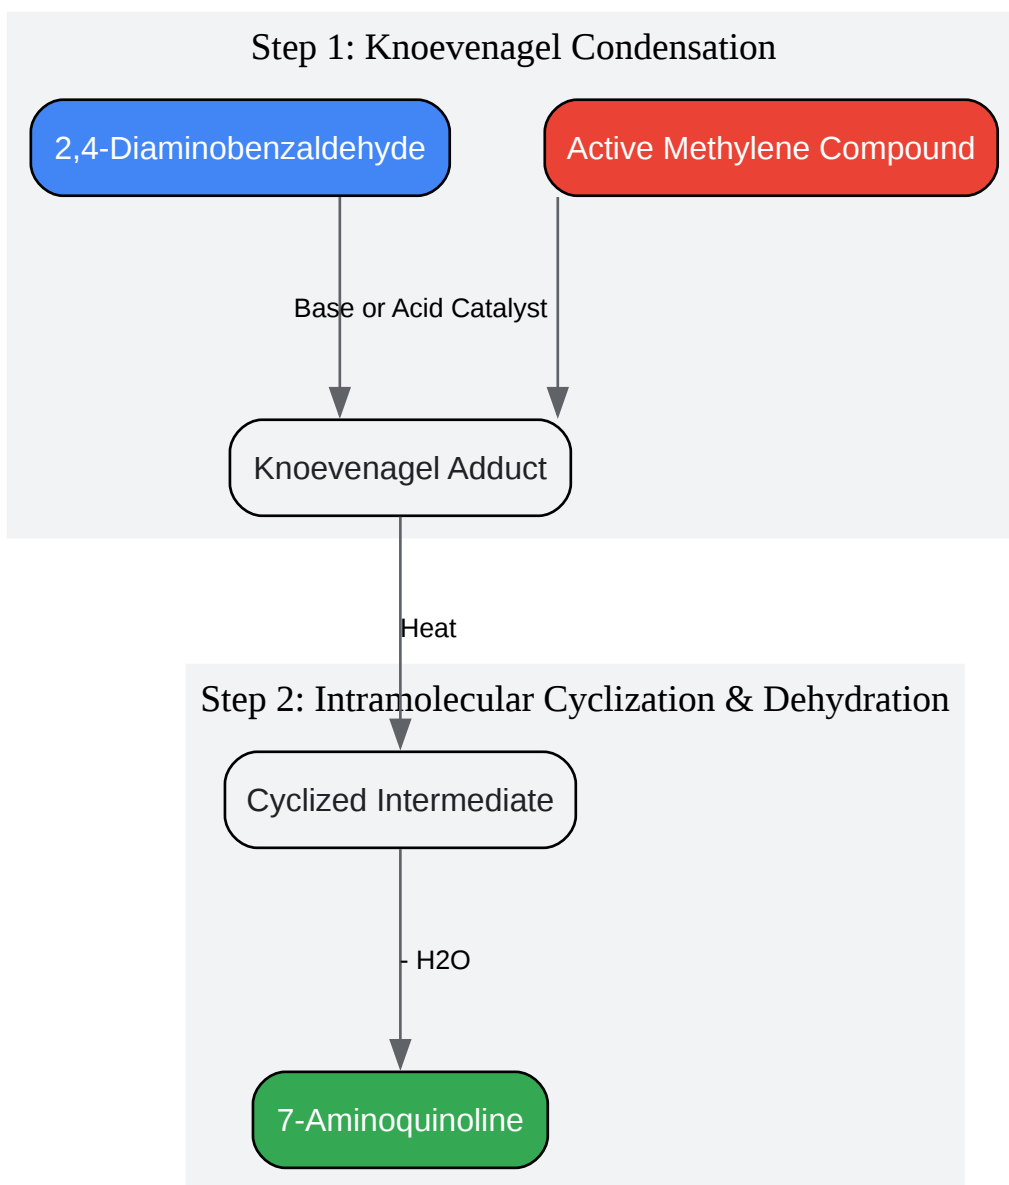 Step 1: Knoevenagel Condensation
2,4-Diaminobenzaldehyde
Active Methylene Compound
Base or Acid Catalyst
Knoevenagel Adduct
Heat
Step 2: Intramolecular Cyclization & Dehydration
Cyclized Intermediate
- H2O
7-Aminoquinoline